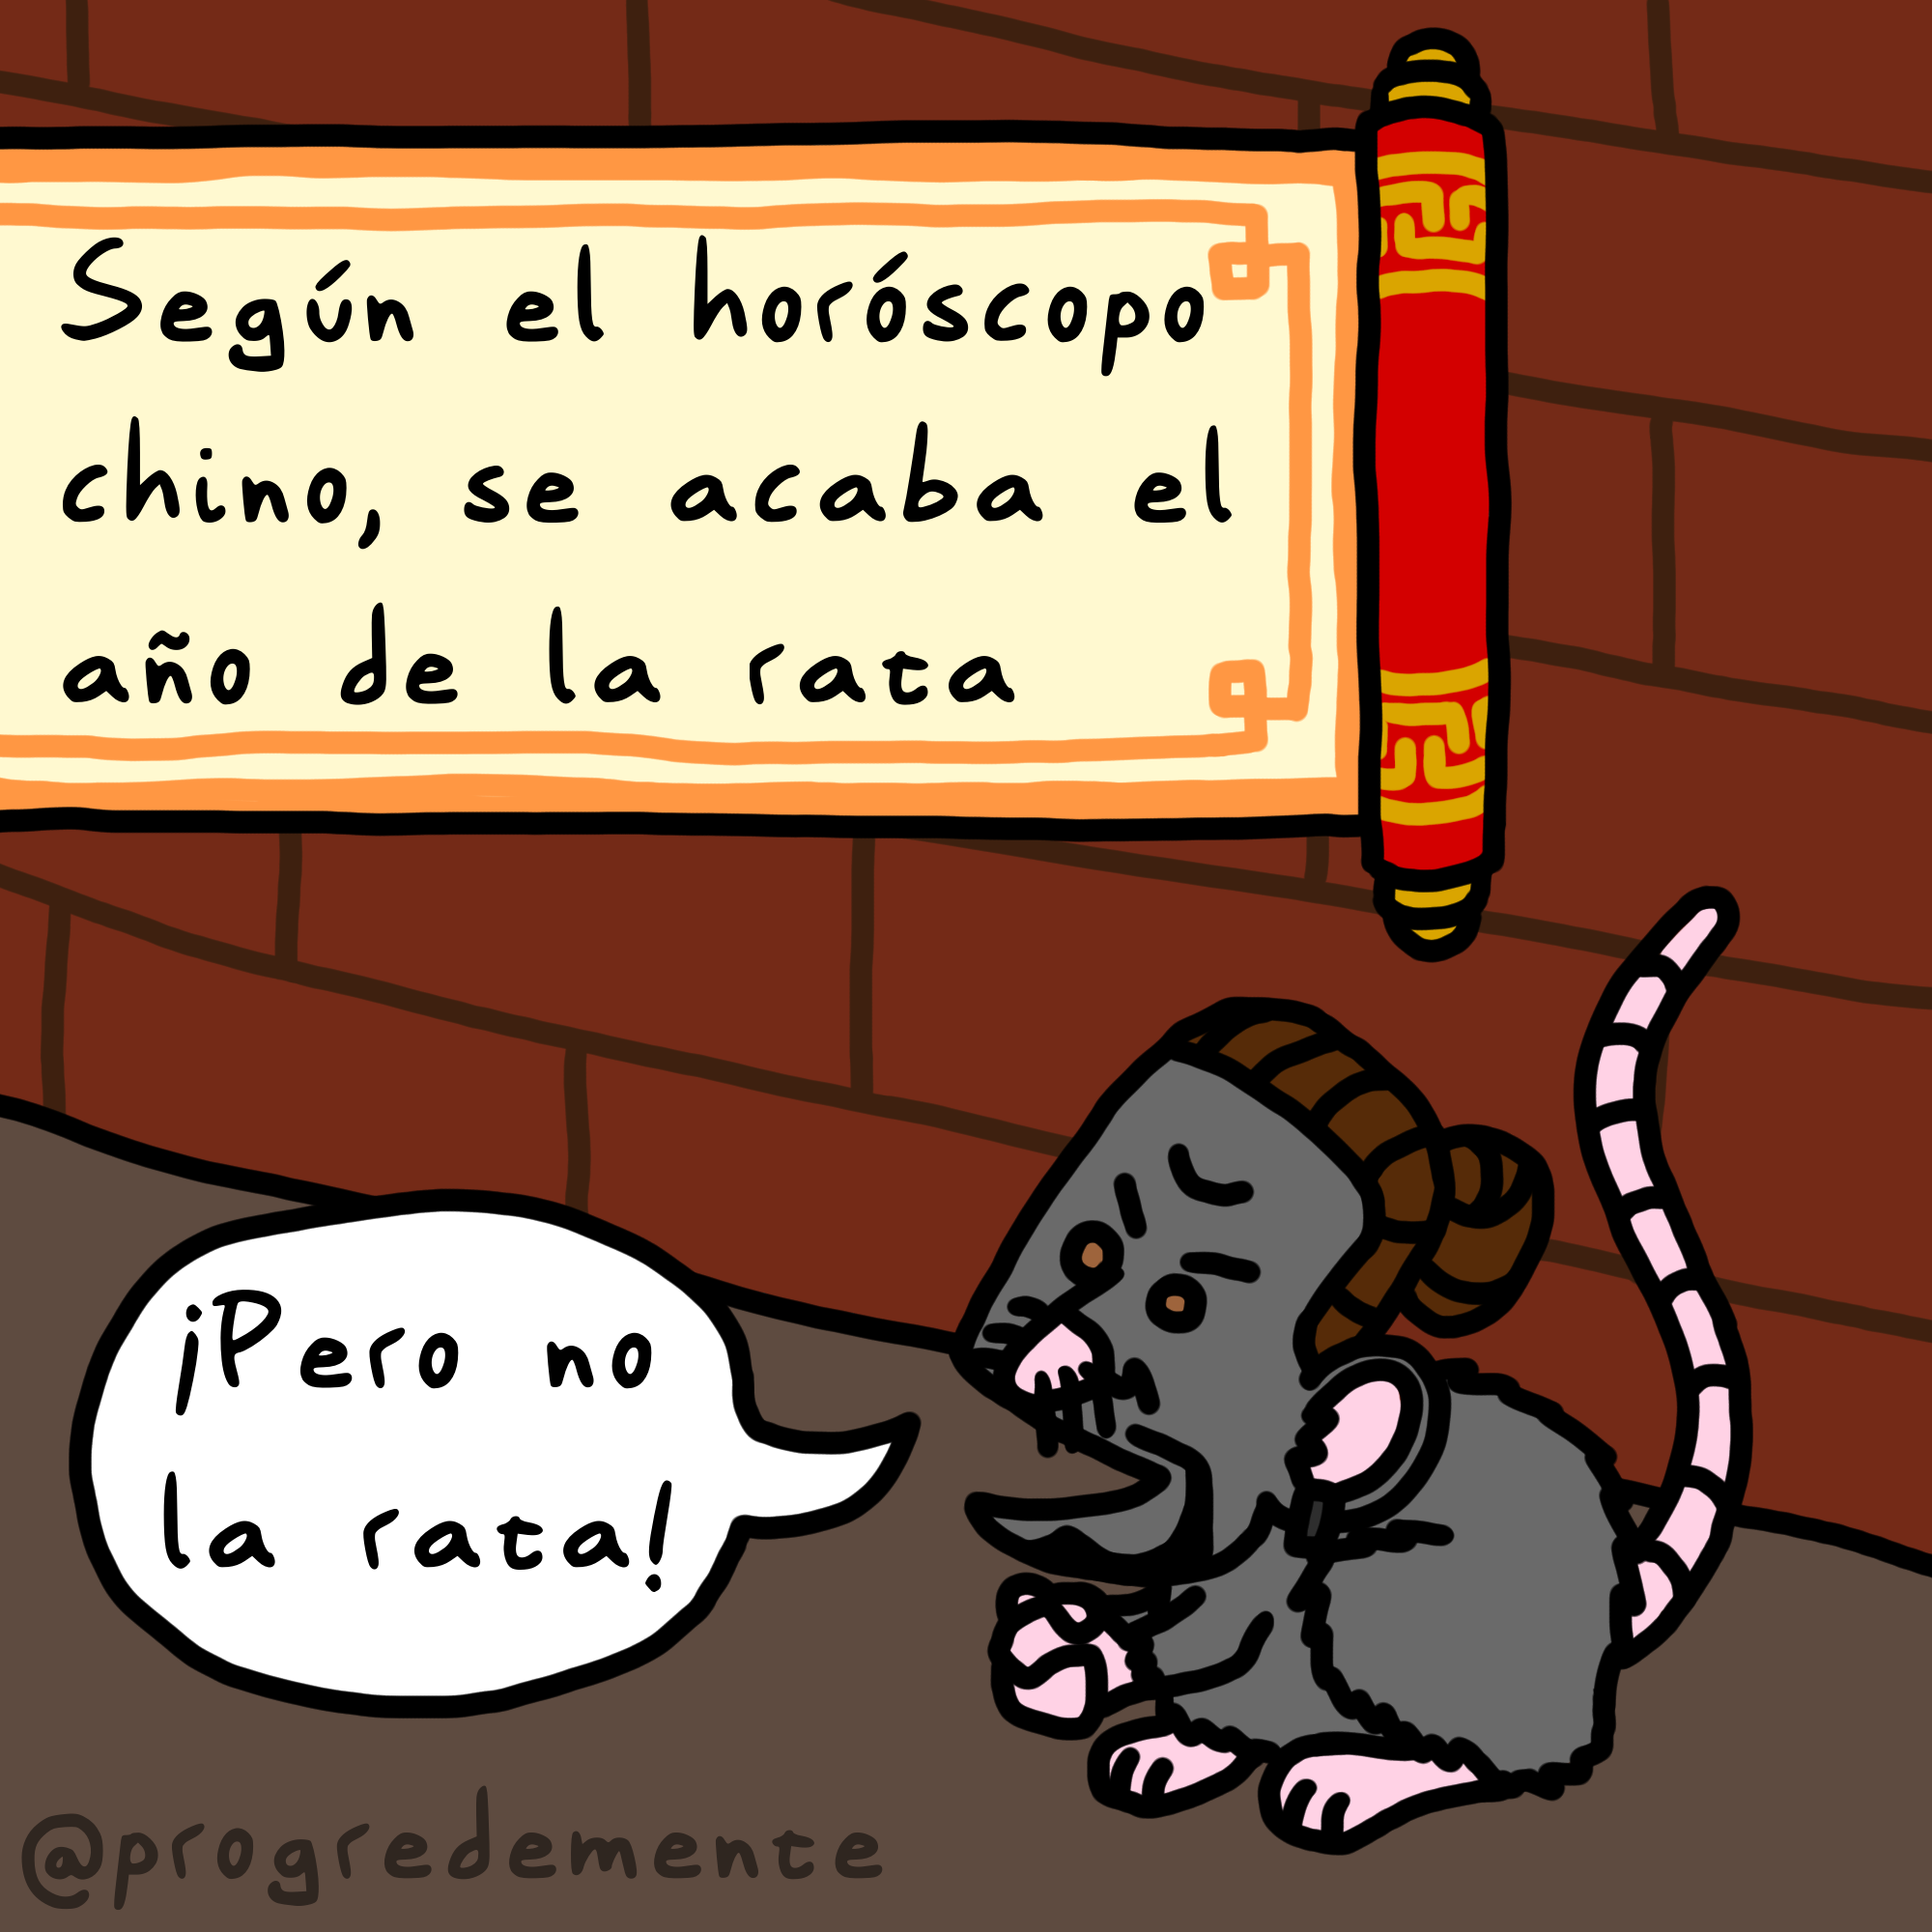 Según el horóscopo
chino, se acaba el
año de la rata
¡Pero no
la rata!
@progredemente